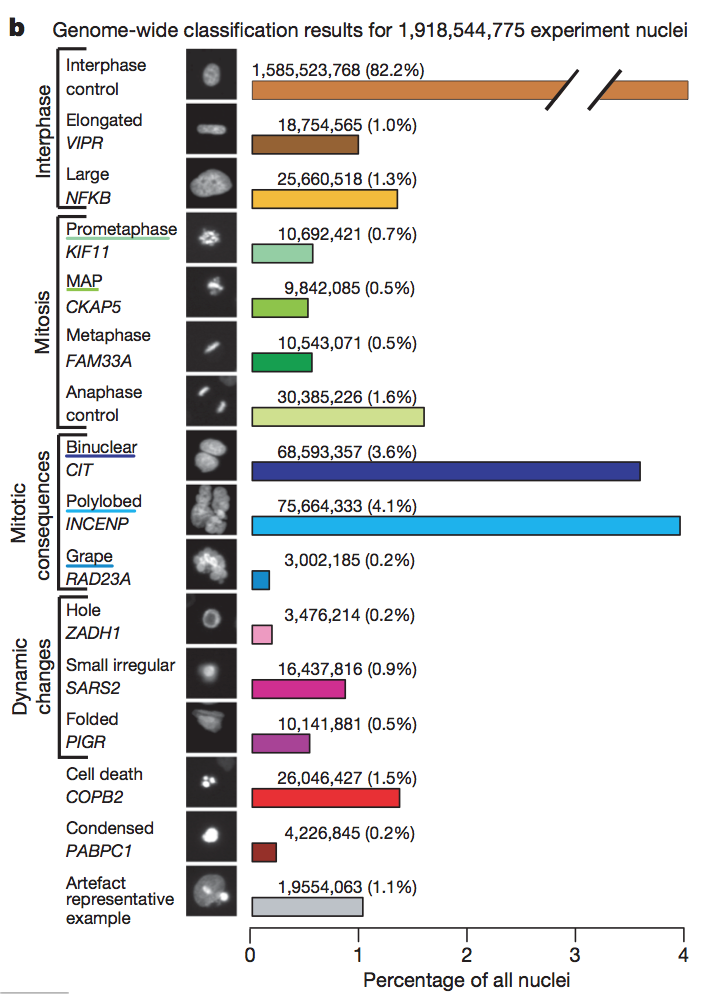 b Genome-wide classification results for 1,918,544,775 experiment nuclei
Interphase
Interphase
control
1,585,523,768 (82.2%)
Elongated
VIPR
18,754,565 (1.0%)
Large
NFKB
25,660,518 (1.3%)
Mitosis
Prometaphase
KIF11
10,692,421 (0.7%)
MAP
CKAP5
9,842,085 (0.5%)
Metaphase
FAM33A
10,543,071 (0.5%)
Anaphase
control
30,385,226 (1.6%)
Mitotic
consequences
Binuclear
CIT
68,593,357 (3.6%)
Polylobed
INCENP
75,664,333 (4.1%)
Grape
RAD23A
3,002,185 (0.2%)
Dynamic
changes
Hole
ZADH1
3,476,214 (0.2%)
Small irregular
SARS2
16,437,816 (0.9%)
Folded
PIGR
10,141,881 (0.5%)
Cell death
COPB2
26,046,427 (1.5%)
Condensed
PABPC1
4,226,845 (0.2%)
Artefact
representative
example
1,9554,063 (1.1%)
0 1 2 3 4
Percentage of all nuclei